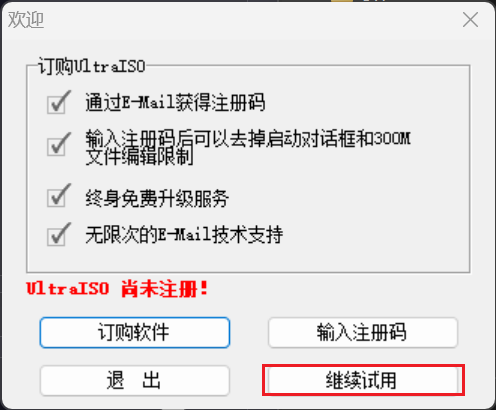 欢迎
订购UltraISO
通过E-Mail获得注册码
输入注册码后可以去掉启动对话框和300M
文件编辑限制
终身免费升级服务
无限次的E-Mail技术支持
UltraISO 尚未注册!
订购软件
输入注册码
退 出
继续试用